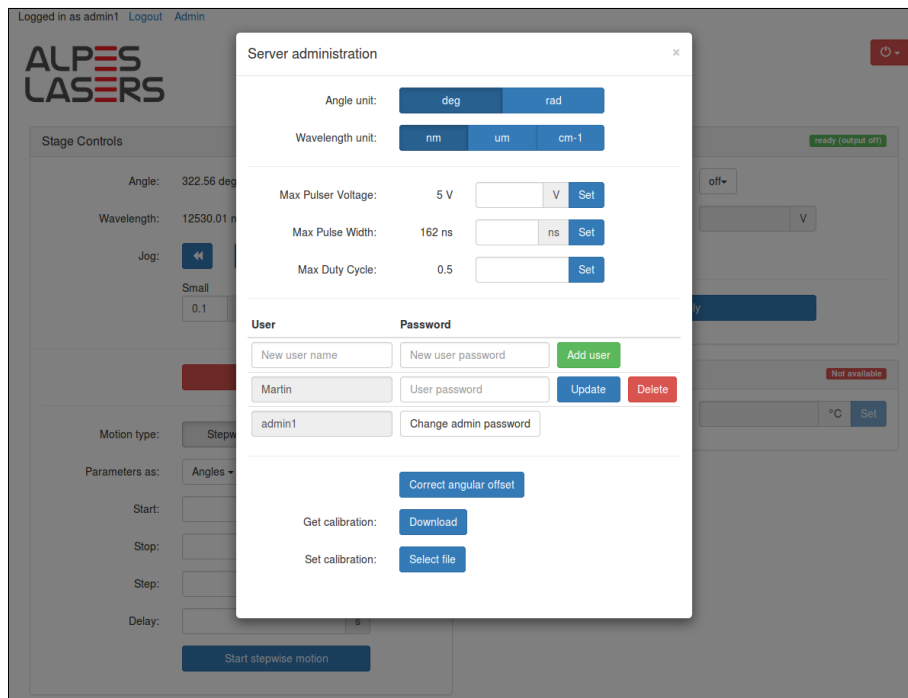 Logged in as admin1 Logout Admin
ALPES
LASERS
Server administration ×
Angle unit: deg rad
Wavelength unit: nm um cm-1
Max Pulser Voltage: 5 V V Set
Max Pulse Width: 162 ns ns Set
Max Duty Cycle: 0.5 Set
User Password
New user name New user password Add user
Martin User password Update Delete
admin1 Change admin password
Correct angular offset
Get calibration: Download
Set calibration: Select file
Stage Controls
ready (output off)
Angle: 322.56 deg
off
Wavelength: 12530.01
V
Jog:
Small
0.1
Not available
°C Set
Motion type:
Parameters as: Angles
Start:
Stop:
Step:
Delay: s
Start stepwise motion